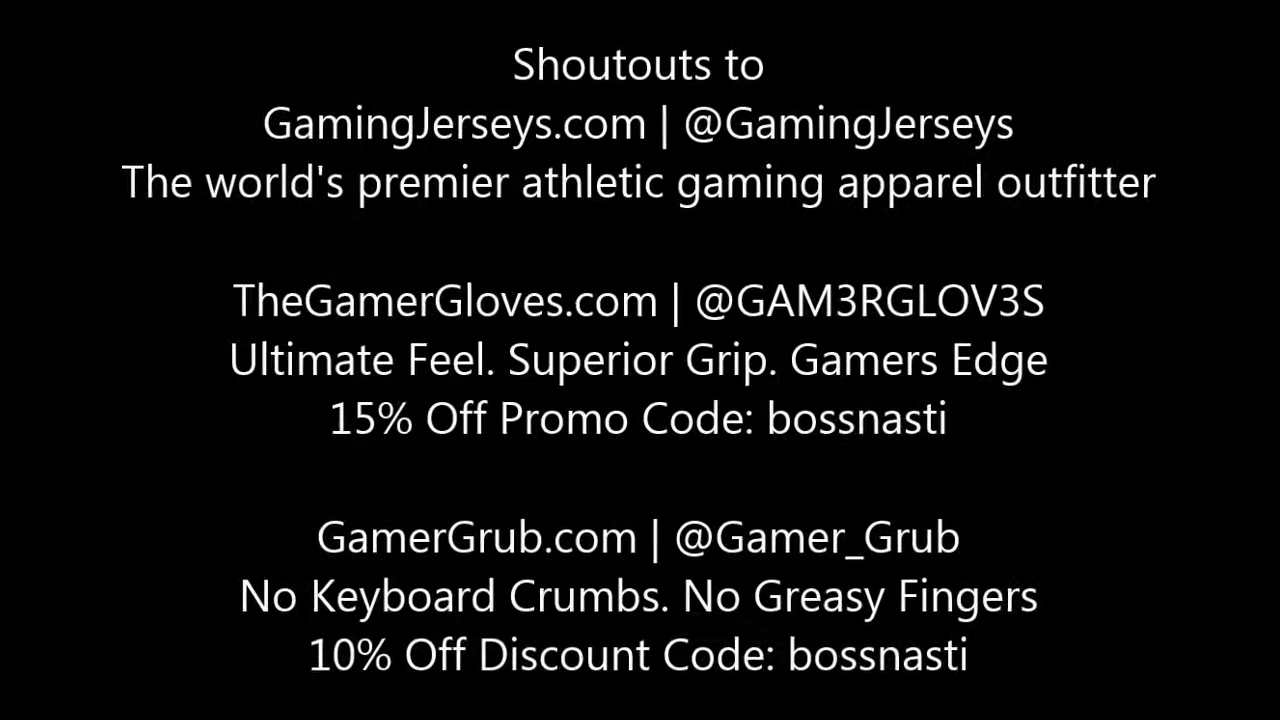 Shoutouts to
GamingJerseys.com | @GamingJerseys
The world's premier athletic gaming apparel outfitter
TheGamerGloves.com | @GAM3RGLOV3S
Ultimate Feel. Superior Grip. Gamers Edge
15% Off Promo Code: bossnasti
GamerGrub.com | @Gamer_Grub
No Keyboard Crumbs. No Greasy Fingers
10% Off Discount Code: bossnasti